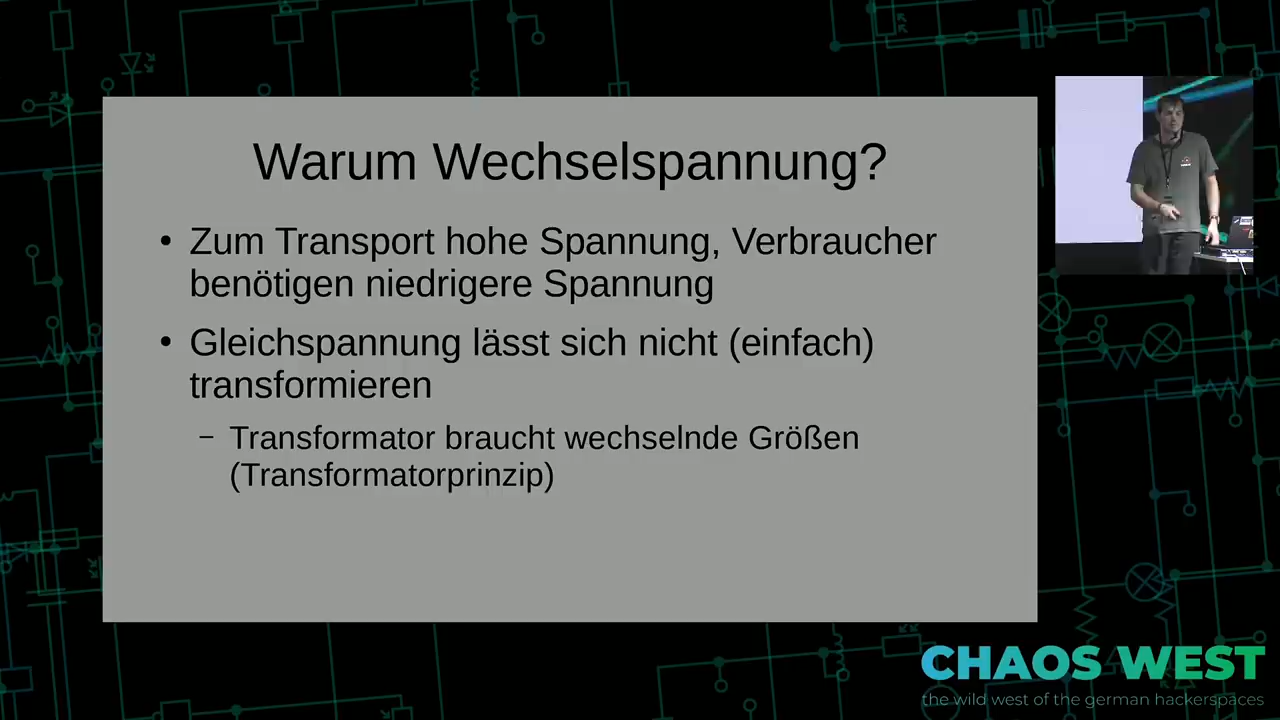 Warum Wechselspannung?
• Zum Transport hohe Spannung, Verbraucher
benötigen niedrigere Spannung
• Gleichspannung lässt sich nicht (einfach)
transformieren
– Transformator braucht wechselnde Größen
(Transformatorprinzip)
CHAOS WEST
the wild west of the german hackerspaces